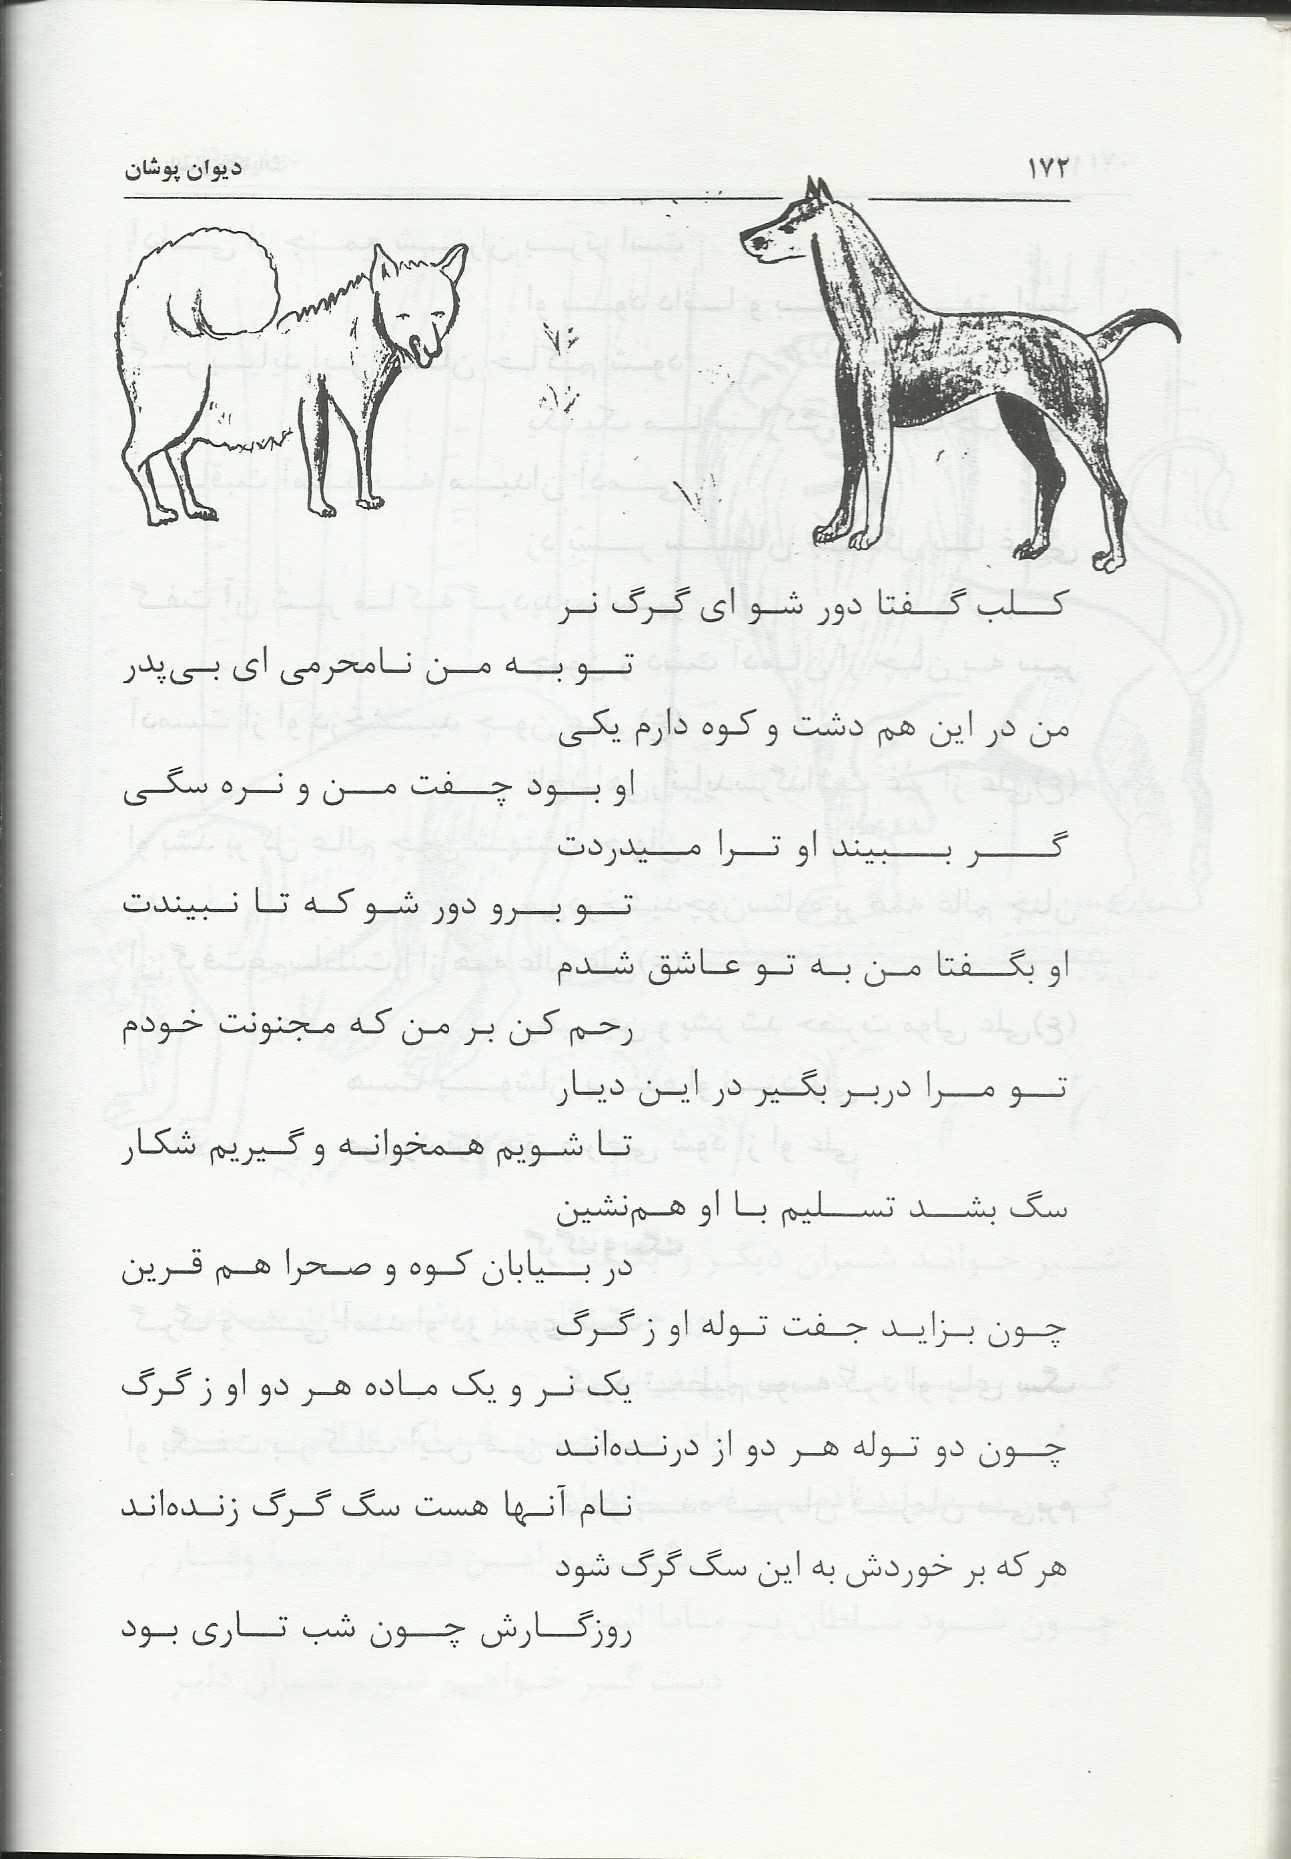 ۱۷۲
دیوان پوشان
کلب گفتا دور شو ای گرگ نر
تو به من نامحرمی ای بی‌پدر
من در این هم دشت و کوه دارم یکی
او بود چفت من و نره سگی
گر ببیند او ترا میدردت
تو برو دور شو که تا نبیندت
او بگفتا من به تو عاشق شدم
رحم کن بر من که مجنونت خودم
تو مرا دربر بگیر در این دیار
تا شویم همخوانه و گیریم شکار
سگ بشد تسلیم با او هم‌نشین
در بیابان کوه و صحرا هم قرین
چون بزاید جفت توله او ز گرگ
یک نر و یک ماده هر دو او ز گرگ
چون دو توله هر دو از درنده‌اند
نام آنها هست سگ گرگ زنده‌اند
هر که بر خوردش به این سگ گرگ شود
روزگارش چون شب تاری بود